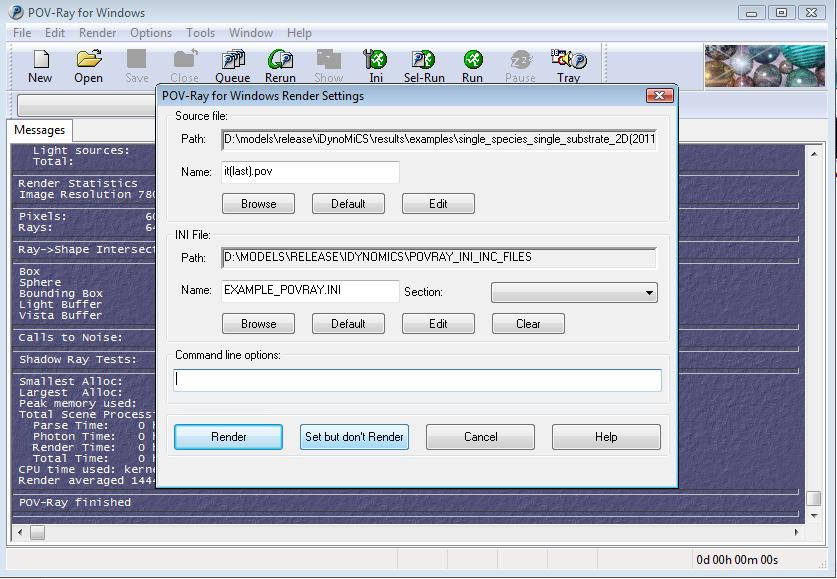 POV-Ray for Windows
File Edit Render Options Tools Window Help
New Open Save Close Queue Rerun Show Ini Sel-Run Run Pause Tray
POV-Ray for Windows Render Settings
Messages
Source file:
Path: D:\models\release\iDynoMiCS\results\examples\single_species_single_substrate_2D(2011
Name: it(last).pov
Browse Default Edit
INI File:
Path: D:\MODELS\RELEASE\IDYNOMICS\POVRAY_INI_INC_FILES
Name: EXAMPLE_POVRAY.INI Section:
Browse Default Edit Clear
Command line options:
Render Set but don't Render Cancel Help
Light sources:
Total:
Render Statistics
Image Resolution 780
Pixels: 60
Rays: 64
Ray->Shape Intersect
Box
Sphere
Bounding Box
Light Buffer
Vista Buffer
Calls to Noise:
Shadow Ray Tests:
Smallest Alloc:
Largest Alloc:
Peak memory used:
Total Scene Process
Parse Time: 0 h
Photon Time: 0 h
Render Time: 0 h
Total Time: 0 h
CPU time used: kerne
Render averaged 1444
POV-Ray finished
0d 00h 00m 00s